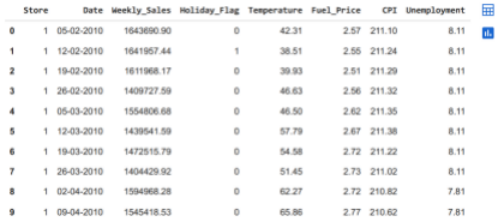 Store Date Weekly_Sales Holiday_Flag Temperature Fuel_Price CPI Unemployment
0 1 05-02-2010 1643690.90 0 42.31 2.57 211.10 8.11
1 1 12-02-2010 1641957.44 1 38.51 2.55 211.24 8.11
2 1 19-02-2010 1611968.17 0 39.93 2.51 211.29 8.11
3 1 26-02-2010 1409727.59 0 46.63 2.56 211.32 8.11
4 1 05-03-2010 1554806.68 0 46.50 2.62 211.35 8.11
5 1 12-03-2010 1439541.59 0 57.79 2.67 211.38 8.11
6 1 19-03-2010 1472515.79 0 54.58 2.72 211.22 8.11
7 1 26-03-2010 1404429.92 0 51.45 2.73 211.02 8.11
8 1 02-04-2010 1594968.28 0 62.27 2.72 210.82 7.81
9 1 09-04-2010 1545418.53 0 65.86 2.77 210.62 7.81